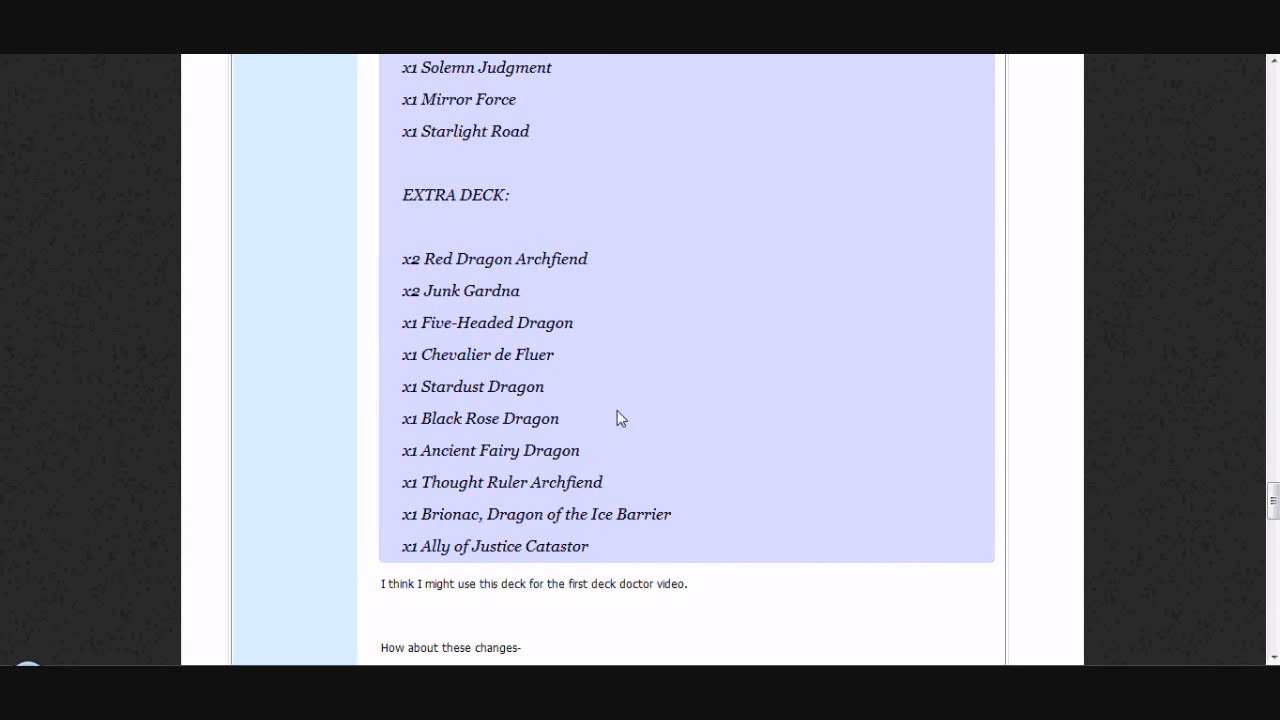 x1 Solemn Judgment
x1 Mirror Force
x1 Starlight Road
EXTRA DECK:
x2 Red Dragon Archfiend
x2 Junk Gardna
x1 Five-Headed Dragon
x1 Chevalier de Fluer
x1 Stardust Dragon
x1 Black Rose Dragon
x1 Ancient Fairy Dragon
x1 Thought Ruler Archfiend
x1 Brionac, Dragon of the Ice Barrier
x1 Ally of Justice Catastor
I think I might use this deck for the first deck doctor video.
How about these changes-